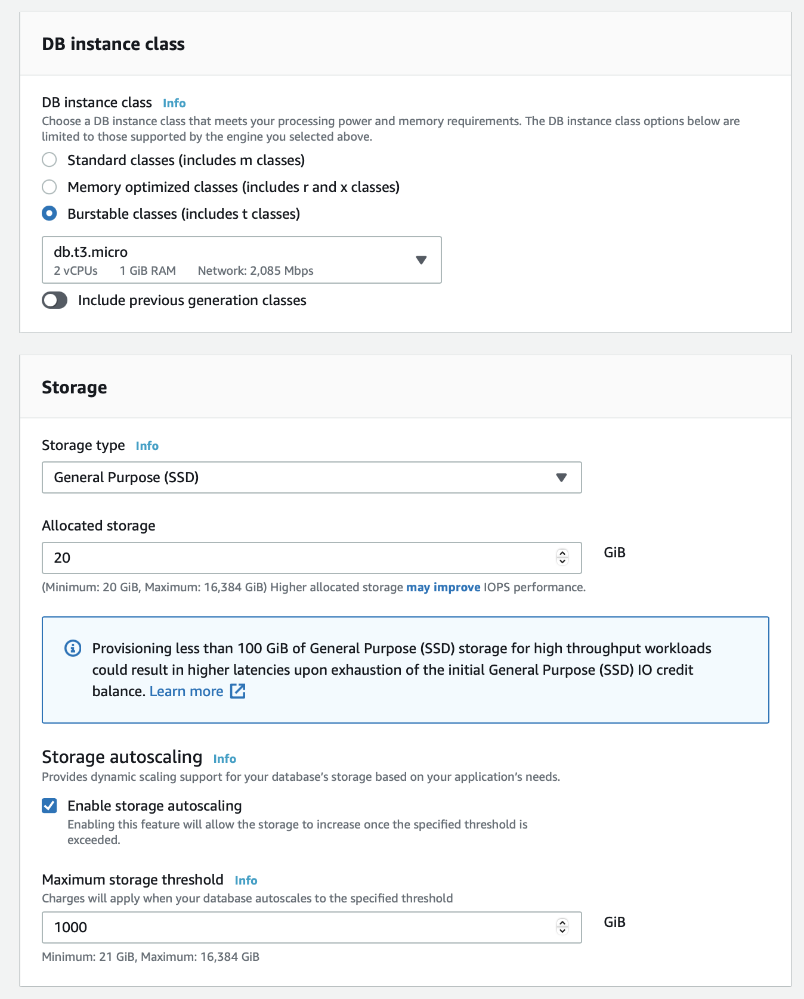 DB instance class
DB instance class Info
Choose a DB instance class that meets your processing power and memory requirements. The DB instance class options below are
limited to those supported by the engine you selected above.
Standard classes (includes m classes)
Memory optimized classes (includes r and x classes)
Burstable classes (includes t classes)
db.t3.micro
2 vCPUs 1 GiB RAM Network: 2,085 Mbps
Include previous generation classes
Storage
Storage type Info
General Purpose (SSD)
Allocated storage
20 GiB
(Minimum: 20 GiB, Maximum: 16,384 GiB) Higher allocated storage may improve IOPS performance.
Provisioning less than 100 GiB of General Purpose (SSD) storage for high throughput workloads
could result in higher latencies upon exhaustion of the initial General Purpose (SSD) IO credit
balance. Learn more
Storage autoscaling Info
Provides dynamic scaling support for your database’s storage based on your application’s needs.
Enable storage autoscaling
Enabling this feature will allow the storage to increase once the specified threshold is
exceeded.
Maximum storage threshold Info
Charges will apply when your database autoscales to the specified threshold
1000 GiB
Minimum: 21 GiB, Maximum: 16,384 GiB